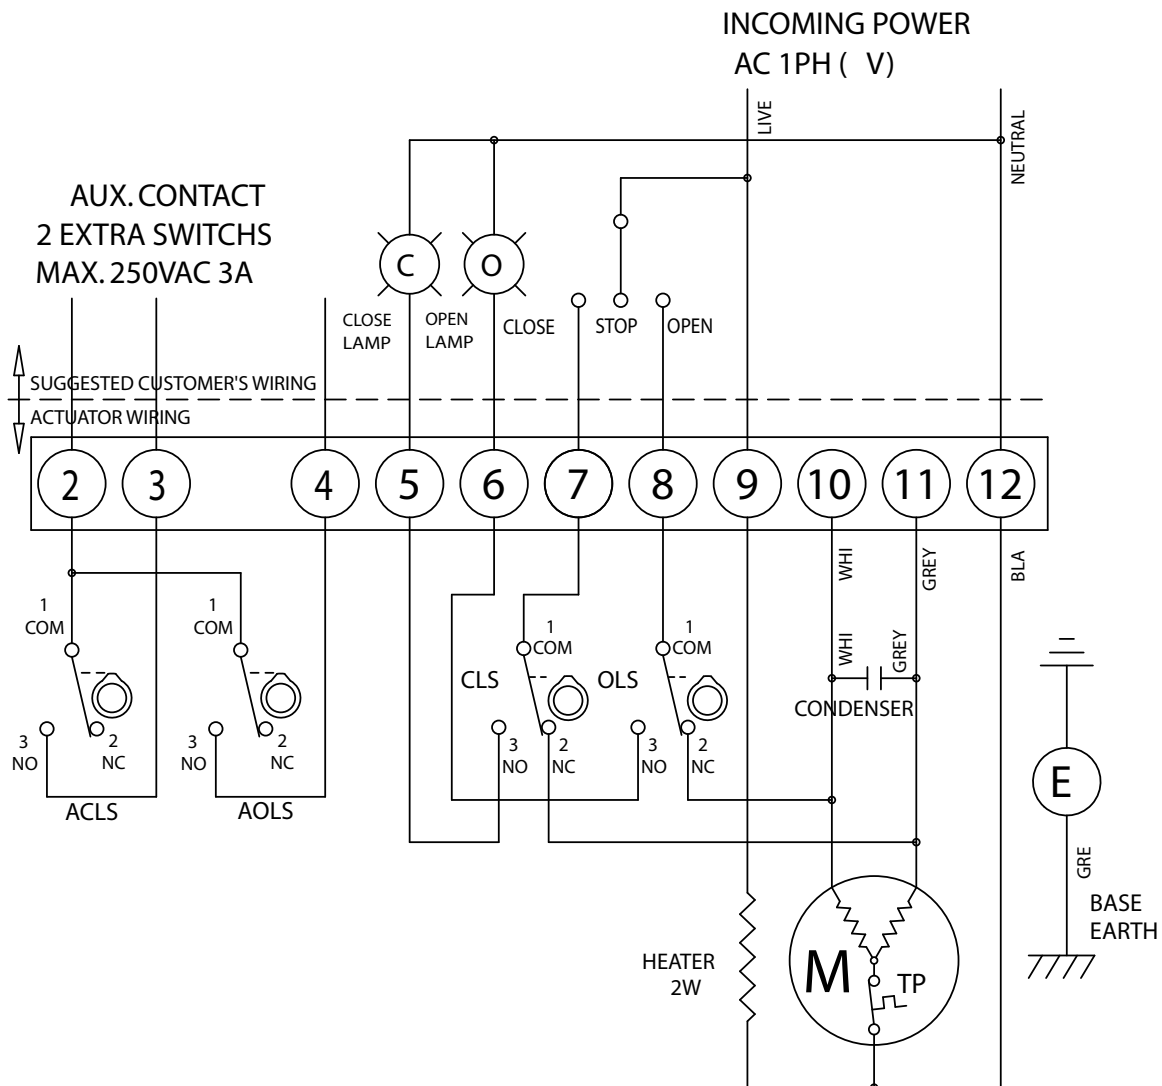 INCOMING POWER
AC 1PH (   V)
LIVE
NEUTRAL
AUX. CONTACT
2 EXTRA SWITCHS
MAX. 250VAC 3A
C
O
CLOSE
LAMP
OPEN
LAMP
CLOSE
STOP
OPEN
SUGGESTED CUSTOMER'S WIRING
ACTUATOR WIRING
2 3 4 5 6 7 8 9 10 11 12
WHI
GREY
BLA
1
COM
1
COM
1
COM
1
COM
WHI
GREY
CLS
OLS
CONDENSER
3
NO
2
NC
3
NO
2
NC
3
NO
2
NC
3
NO
2
NC
ACLS
AOLS
E
GRE
BASE
EARTH
HEATER
2W
M
TP